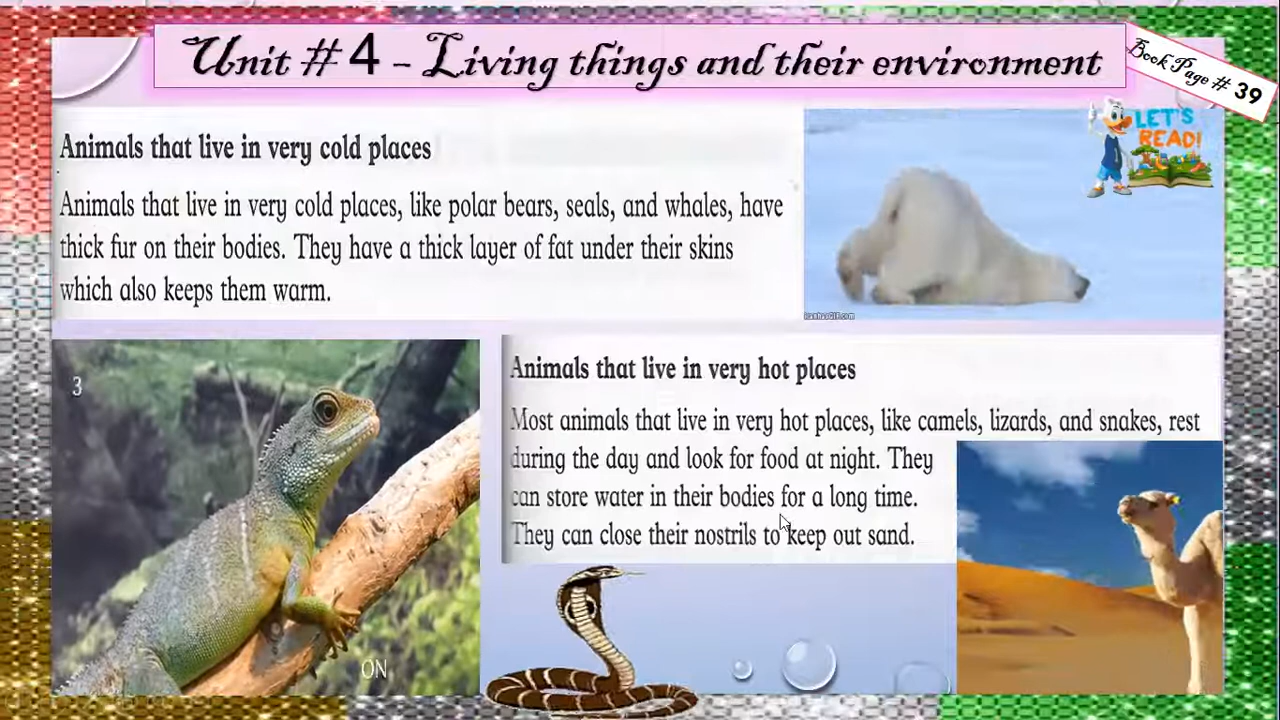 Unit # 4 - Living things and their environment
Book Page # 39
LET'S
READ!
Animals that live in very cold places
Animals that live in very cold places, like polar bears, seals, and whales, have
thick fur on their bodies. They have a thick layer of fat under their skins
which also keeps them warm.
3
ON
Animals that live in very hot places
Most animals that live in very hot places, like camels, lizards, and snakes, rest
during the day and look for food at night. They
can store water in their bodies for a long time.
They can close their nostrils to keep out sand.